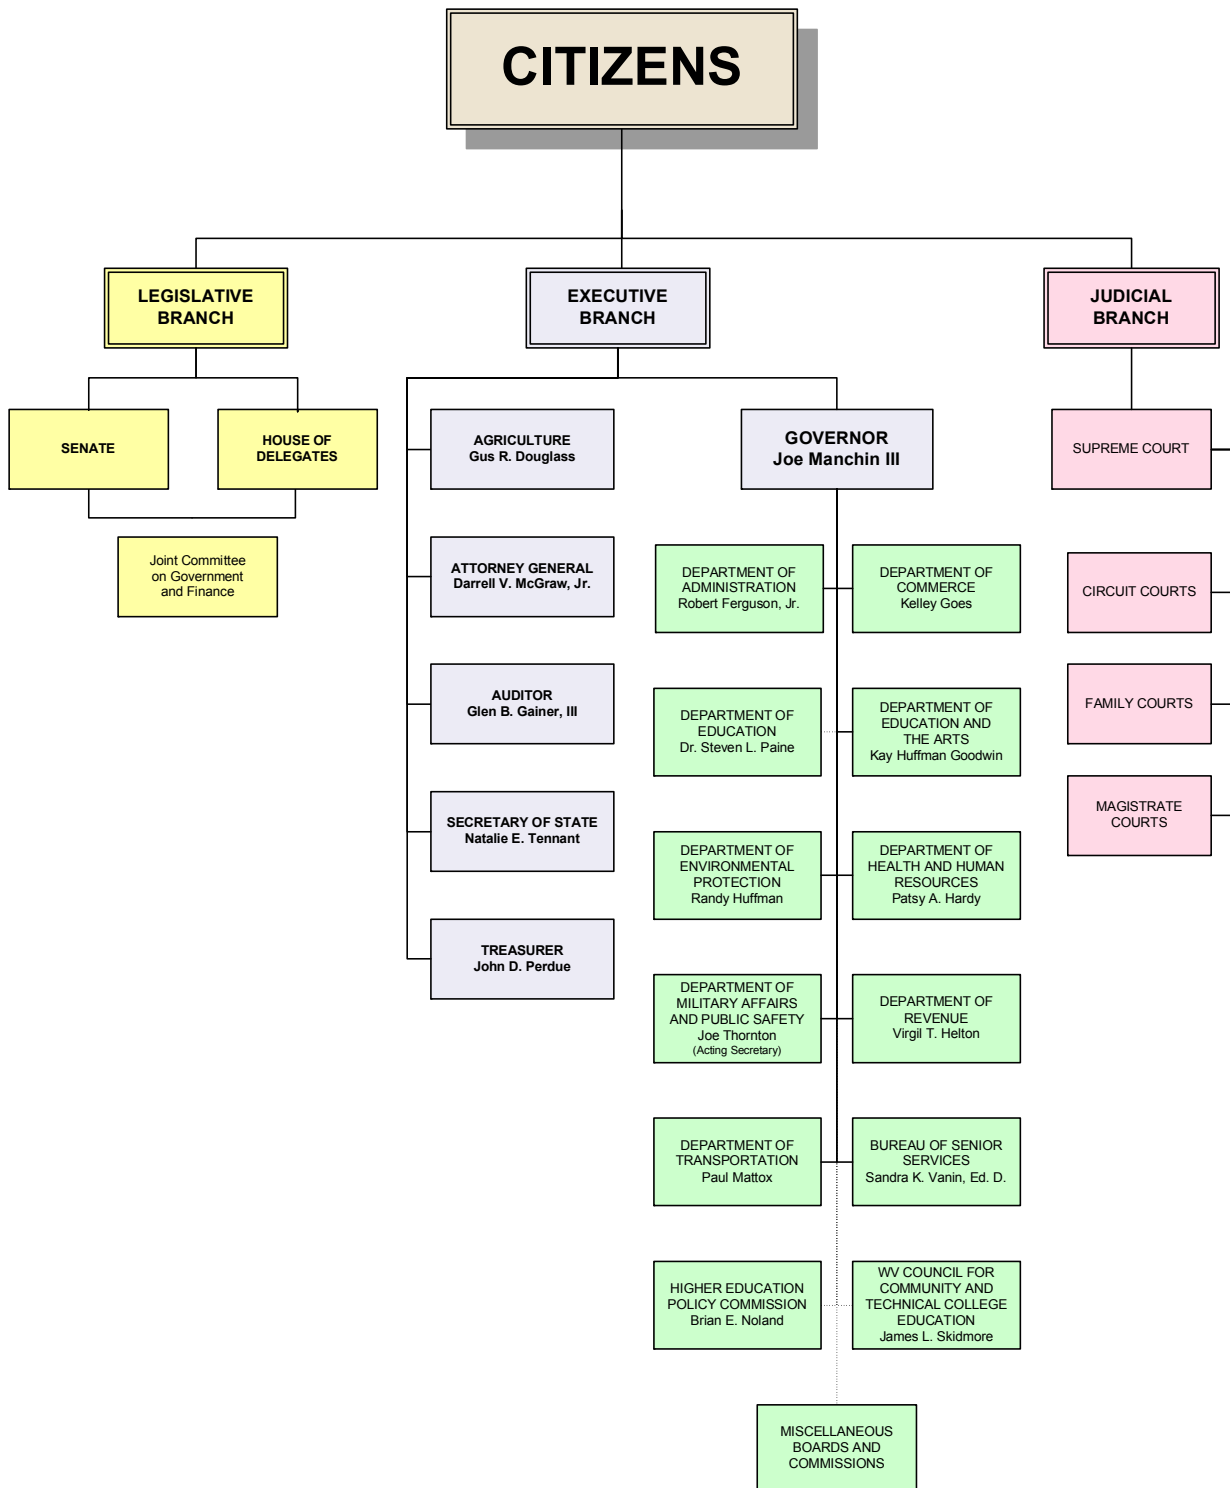 CITIZENS
LEGISLATIVE
BRANCH
EXECUTIVE
BRANCH
JUDICIAL
BRANCH
SENATE
HOUSE OF
DELEGATES
Joint Committee
on Government
and Finance
AGRICULTURE
Gus R. Douglass
ATTORNEY GENERAL
Darrell V. McGraw, Jr.
AUDITOR
Glen B. Gainer, III
SECRETARY OF STATE
Natalie E. Tennant
TREASURER
John D. Perdue
GOVERNOR
Joe Manchin III
DEPARTMENT OF
ADMINISTRATION
Robert Ferguson, Jr.
DEPARTMENT OF
COMMERCE
Kelley Goes
DEPARTMENT OF
EDUCATION
Dr. Steven L. Paine
DEPARTMENT OF
EDUCATION AND
THE ARTS
Kay Huffman Goodwin
DEPARTMENT OF
ENVIRONMENTAL
PROTECTION
Randy Huffman
DEPARTMENT OF
HEALTH AND HUMAN
RESOURCES
Patsy A. Hardy
DEPARTMENT OF
MILITARY AFFAIRS
AND PUBLIC SAFETY
Joe Thornton
(Acting Secretary)
DEPARTMENT OF
REVENUE
Virgil T. Helton
DEPARTMENT OF
TRANSPORTATION
Paul Mattox
BUREAU OF SENIOR
SERVICES
Sandra K. Vanin, Ed. D.
HIGHER EDUCATION
POLICY COMMISSION
Brian E. Noland
WV COUNCIL FOR
COMMUNITY AND
TECHNICAL COLLEGE
EDUCATION
James L. Skidmore
MISCELLANEOUS
BOARDS AND
COMMISSIONS
SUPREME COURT
CIRCUIT COURTS
FAMILY COURTS
MAGISTRATE
COURTS